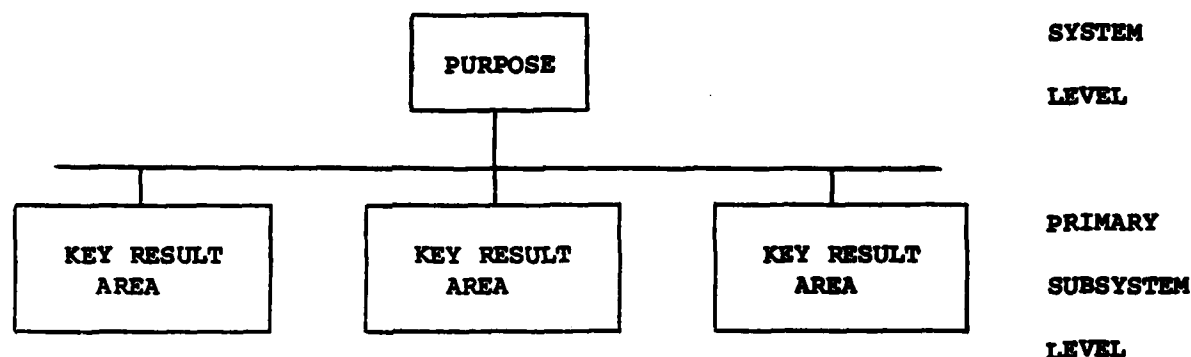 SYSTEM
PURPOSE
LEVEL
PRIMARY
KEY RESULT KEY RESULT KEY RESULT
AREA AREA AREA
SUBSYSTEM
LEVEL